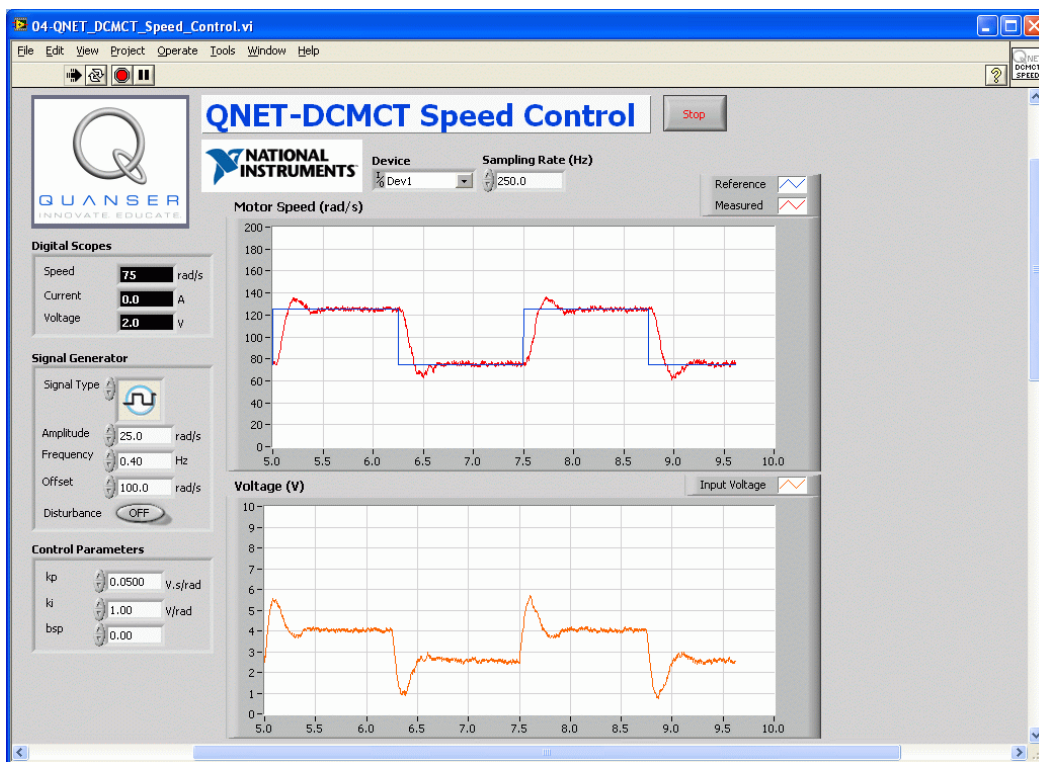 04-QNET_DCMCT_Speed_Control.vi
File Edit View Project Operate Tools Window Help
QNET
DCMCT
SPEED
QUANSER
INNOVATE. EDUCATE.
QNET-DCMCT Speed Control
Stop
NATIONAL
INSTRUMENTS
Device
Dev1
Sampling Rate (Hz)
250.0
Reference
Measured
Motor Speed (rad/s)
200
180
160
140
120
100
80
60
40
20
0
5.0 5.5 6.0 6.5 7.0 7.5 8.0 8.5 9.0 9.5 10.0
Digital Scopes
Speed 75 rad/s
Current 0.0 A
Voltage 2.0 V
Signal Generator
Signal Type
Amplitude 25.0 rad/s
Frequency 0.40 Hz
Offset 100.0 rad/s
Disturbance OFF
Control Parameters
kp 0.0500 V.s/rad
ki 1.00 V/rad
bsp 0.00
Voltage (V)
Input Voltage
10
9
8
7
6
5
4
3
2
1
0
5.0 5.5 6.0 6.5 7.0 7.5 8.0 8.5 9.0 9.5 10.0